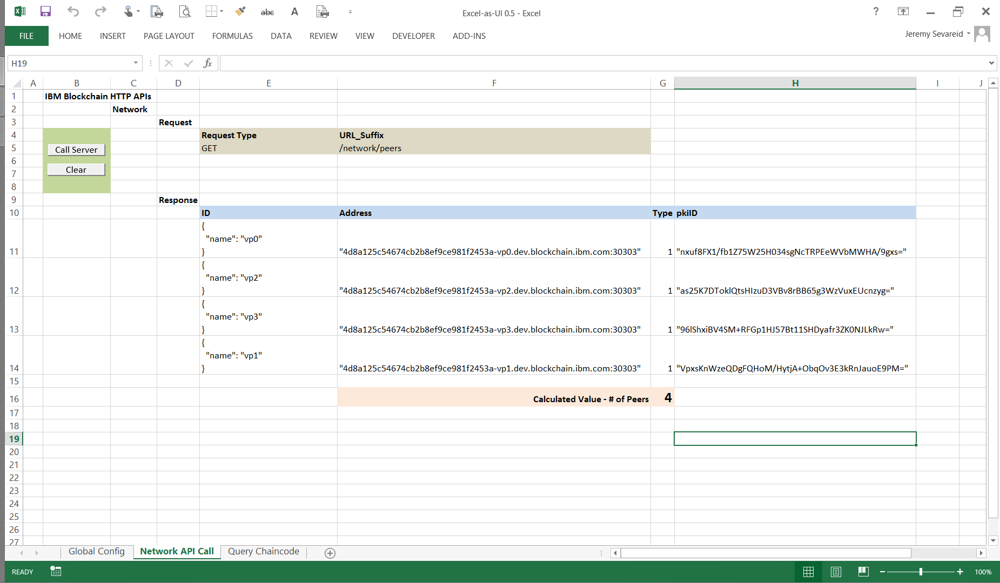 Excel-as-UI 0.5 - Excel
FILE HOME INSERT PAGE LAYOUT FORMULAS DATA REVIEW VIEW DEVELOPER ADD-INS Jeremy Sevareid
H19 fx
A B C D E F G H I J
1 IBM Blockchain HTTP APIs
2 Network
3 Request
4 Request Type URL_Suffix
5 Call Server GET /network/peers
6
7 Clear
8
9 Response
10 ID Address Type pkiID
{
"name": "vp0"
11 } "4d8a125c54674cb2b8ef9ce981f2453a-vp0.dev.blockchain.ibm.com:30303" 1 "nxuf8FX1/fb1Z75W25H034sgNcTRPEeWVbMWHA/9gxs="
{
"name": "vp2"
12 } "4d8a125c54674cb2b8ef9ce981f2453a-vp2.dev.blockchain.ibm.com:30303" 1 "as25K7DToklQtsHIzuD3VBv8rBB65g3WzVuxEUcnzyg="
{
"name": "vp3"
13 } "4d8a125c54674cb2b8ef9ce981f2453a-vp3.dev.blockchain.ibm.com:30303" 1 "96lShxiBV4SM+RFGp1HJ57Bt11SHDyafr3ZK0NJLkRw="
{
"name": "vp1"
14 } "4d8a125c54674cb2b8ef9ce981f2453a-vp1.dev.blockchain.ibm.com:30303" 1 "VpxsKnWzeQDgFQHoM/HytjA+ObqOv3E3kRnJauoE9PM="
15
16 Calculated Value - # of Peers 4
17
18
19
20
21
22
23
24
25
26
27
Global Config Network API Call Query Chaincode
READY 100%